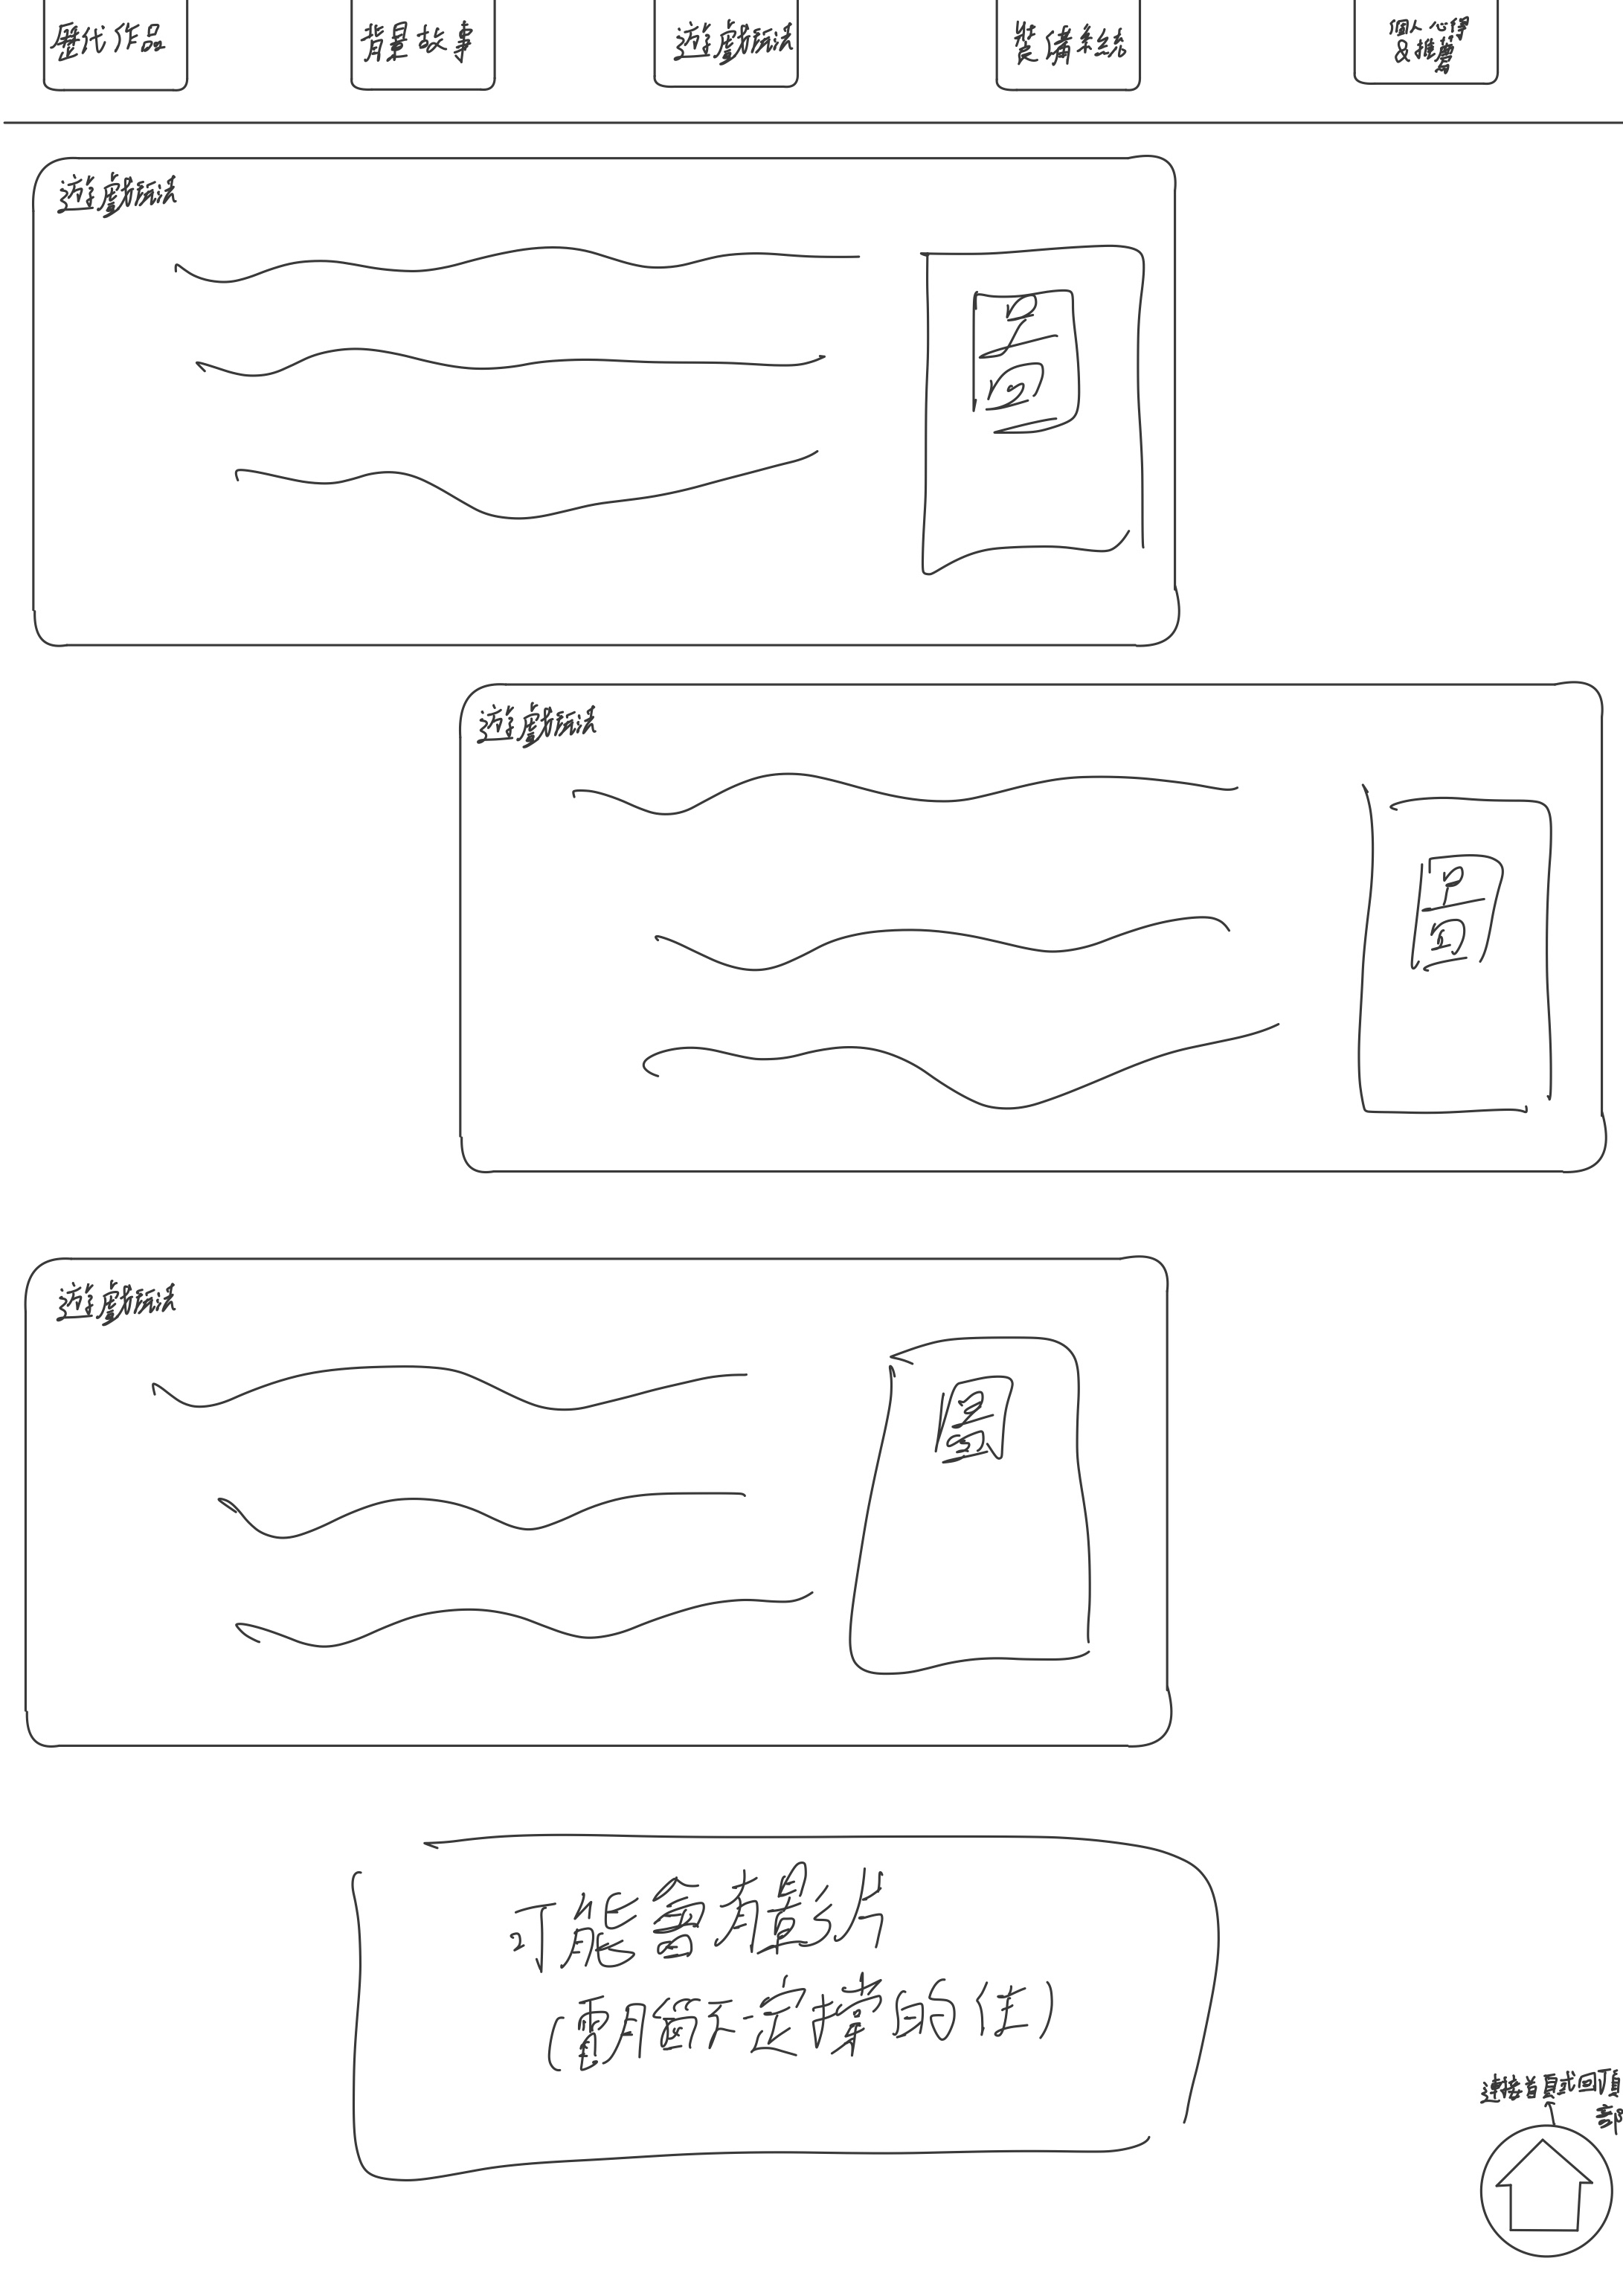 歷代作品
背景故事
遊戲玩法
裝備系統
個人心得
&推薦
遊戲玩法
圖
遊戲玩法
圖
遊戲玩法
圖
可能會有影片
(電腦不一定撐的住)
連接首頁或回頂
部